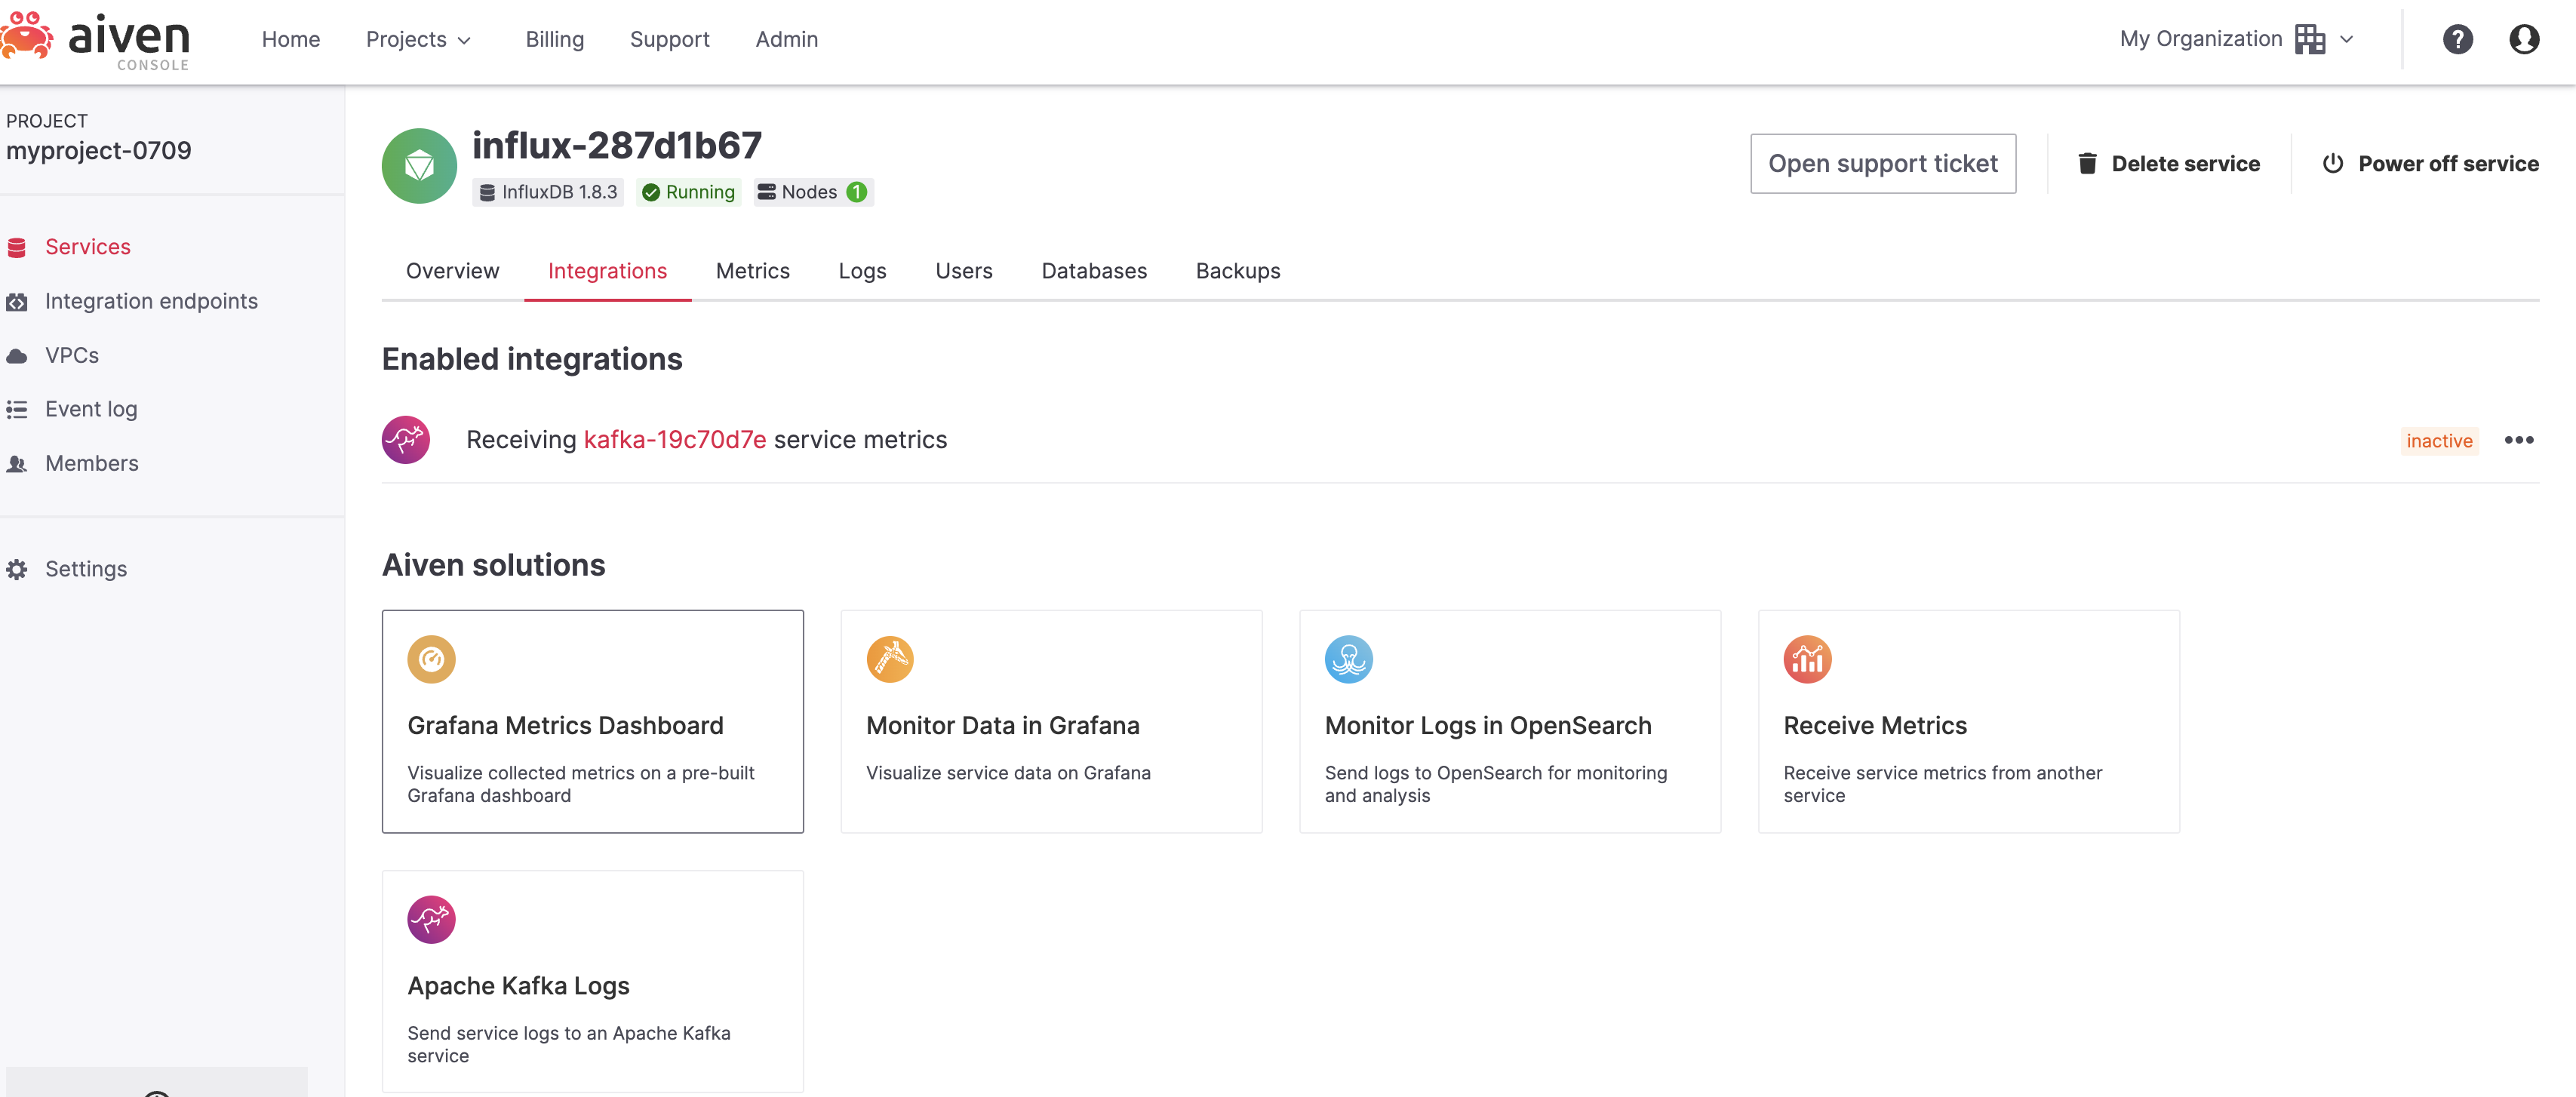 aiven
CONSOLE
Home
Projects
Billing
Support
Admin
My Organization
?
PROJECT
myproject-0709
Services
Integration endpoints
VPCs
Event log
Members
Settings
influx-287d1b67
InfluxDB 1.8.3
Running
Nodes 1
Open support ticket
Delete service
Power off service
Overview
Integrations
Metrics
Logs
Users
Databases
Backups
Enabled integrations
Receiving kafka-19c70d7e service metrics
inactive
Aiven solutions
Grafana Metrics Dashboard
Visualize collected metrics on a pre-built
Grafana dashboard
Monitor Data in Grafana
Visualize service data on Grafana
Monitor Logs in OpenSearch
Send logs to OpenSearch for monitoring
and analysis
Receive Metrics
Receive service metrics from another
service
Apache Kafka Logs
Send service logs to an Apache Kafka
service